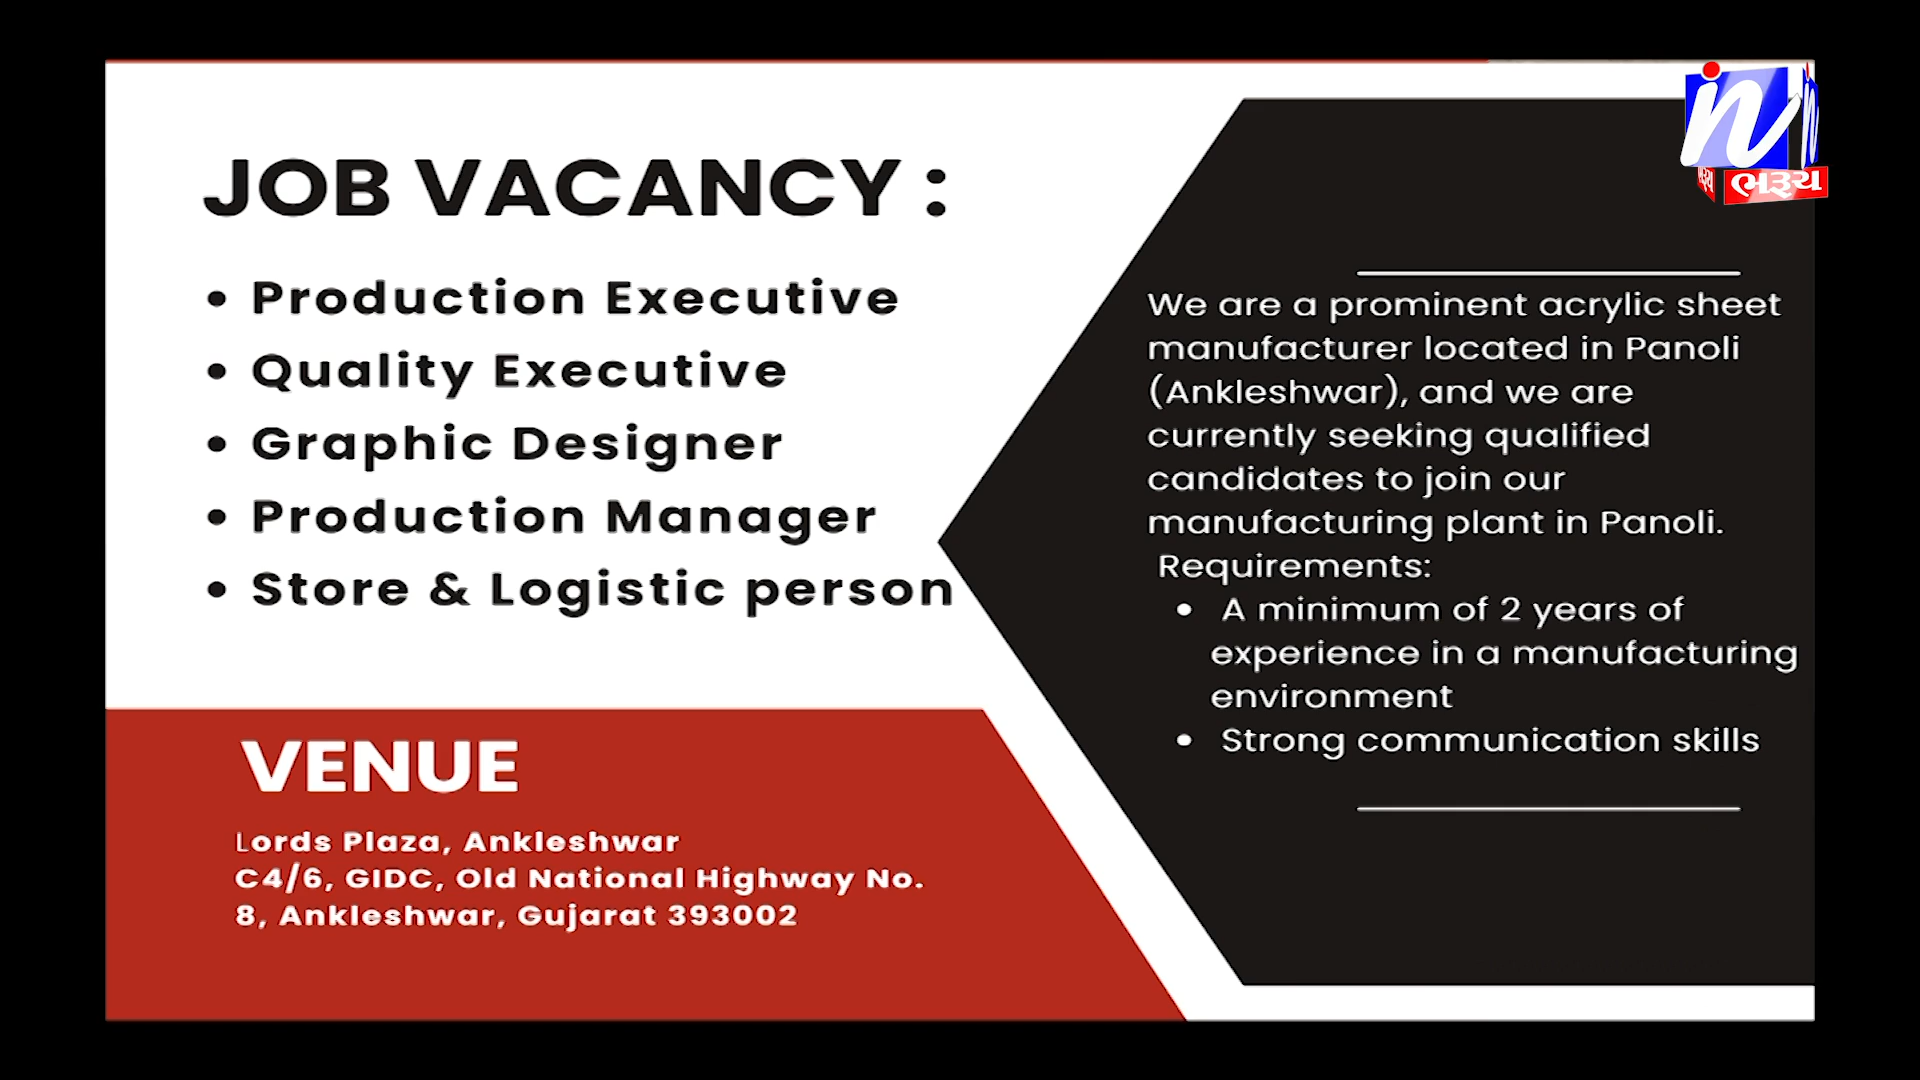 JOB VACANCY :
• Production Executive
• Quality Executive
• Graphic Designer
• Production Manager
• Store & Logistic person
VENUE
Lords Plaza, Ankleshwar
C4/6, GIDC, Old National Highway No.
8, Ankleshwar, Gujarat 393002
in
ભરૂચ
We are a prominent acrylic sheet
manufacturer located in Panoli
(Ankleshwar), and we are
currently seeking qualified
candidates to join our
manufacturing plant in Panoli.
Requirements:
• A minimum of 2 years of
experience in a manufacturing
environment
• Strong communication skills